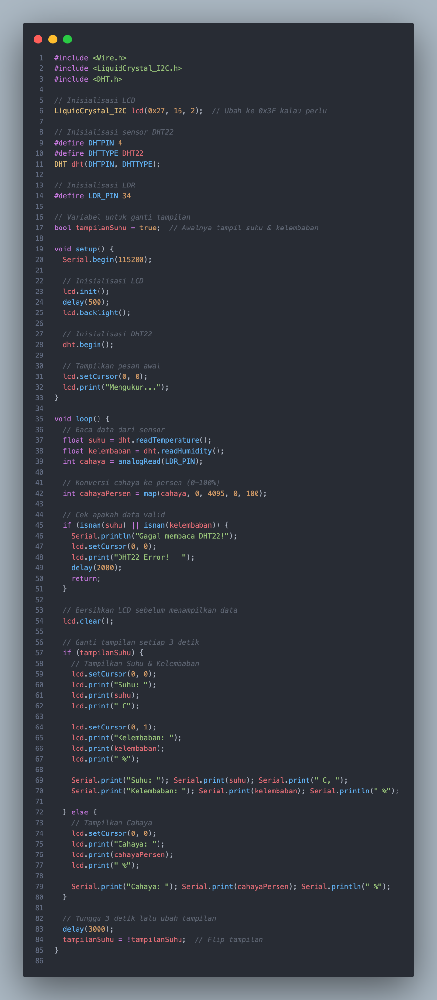 1 #include <Wire.h>
2 #include <LiquidCrystal_I2C.h>
3 #include <DHT.h>
4
5 // Inisialisasi LCD
6 LiquidCrystal_I2C lcd(0x27, 16, 2);  // Ubah ke 0x3F kalau perlu
7
8 // Inisialisasi sensor DHT22
9 #define DHTPIN 4
10 #define DHTTYPE DHT22
11 DHT dht(DHTPIN, DHTTYPE);
12
13 // Inisialisasi LDR
14 #define LDR_PIN 34
15
16 // Variabel untuk ganti tampilan
17 bool tampilanSuhu = true;  // Awalnya tampil suhu & kelembaban
18
19 void setup() {
20   Serial.begin(115200);
21
22   // Inisialisasi LCD
23   lcd.init();
24   delay(500);
25   lcd.backlight();
26
27   // Inisialisasi DHT22
28   dht.begin();
29
30   // Tampilkan pesan awal
31   lcd.setCursor(0, 0);
32   lcd.print("Mengukur...");
33 }
34
35 void loop() {
36   // Baca data dari sensor
37   float suhu = dht.readTemperature();
38   float kelembaban = dht.readHumidity();
39   int cahaya = analogRead(LDR_PIN);
40
41   // Konversi cahaya ke persen (0–100%)
42   int cahayaPersen = map(cahaya, 0, 4095, 0, 100);
43
44   // Cek apakah data valid
45   if (isnan(suhu) || isnan(kelembaban)) {
46     Serial.println("Gagal membaca DHT22!");
47     lcd.setCursor(0, 0);
48     lcd.print("DHT22 Error!   ");
49     delay(2000);
50     return;
51   }
52
53   // Bersihkan LCD sebelum menampilkan data
54   lcd.clear();
55
56   // Ganti tampilan setiap 3 detik
57   if (tampilanSuhu) {
58     // Tampilkan Suhu & Kelembaban
59     lcd.setCursor(0, 0);
60     lcd.print("Suhu: ");
61     lcd.print(suhu);
62     lcd.print(" C");
63
64     lcd.setCursor(0, 1);
65     lcd.print("Kelembaban: ");
66     lcd.print(kelembaban);
67     lcd.print(" %");
68
69     Serial.print("Suhu: "); Serial.print(suhu); Serial.print(" C, ");
70     Serial.print("Kelembaban: "); Serial.print(kelembaban); Serial.println(" %");
71
72   } else {
73     // Tampilkan Cahaya
74     lcd.setCursor(0, 0);
75     lcd.print("Cahaya: ");
76     lcd.print(cahayaPersen);
77     lcd.print(" %");
78
79     Serial.print("Cahaya: "); Serial.print(cahayaPersen); Serial.println(" %");
80   }
81
82   // Tunggu 3 detik lalu ubah tampilan
83   delay(3000);
84   tampilanSuhu = !tampilanSuhu;  // Flip tampilan
85 }
86